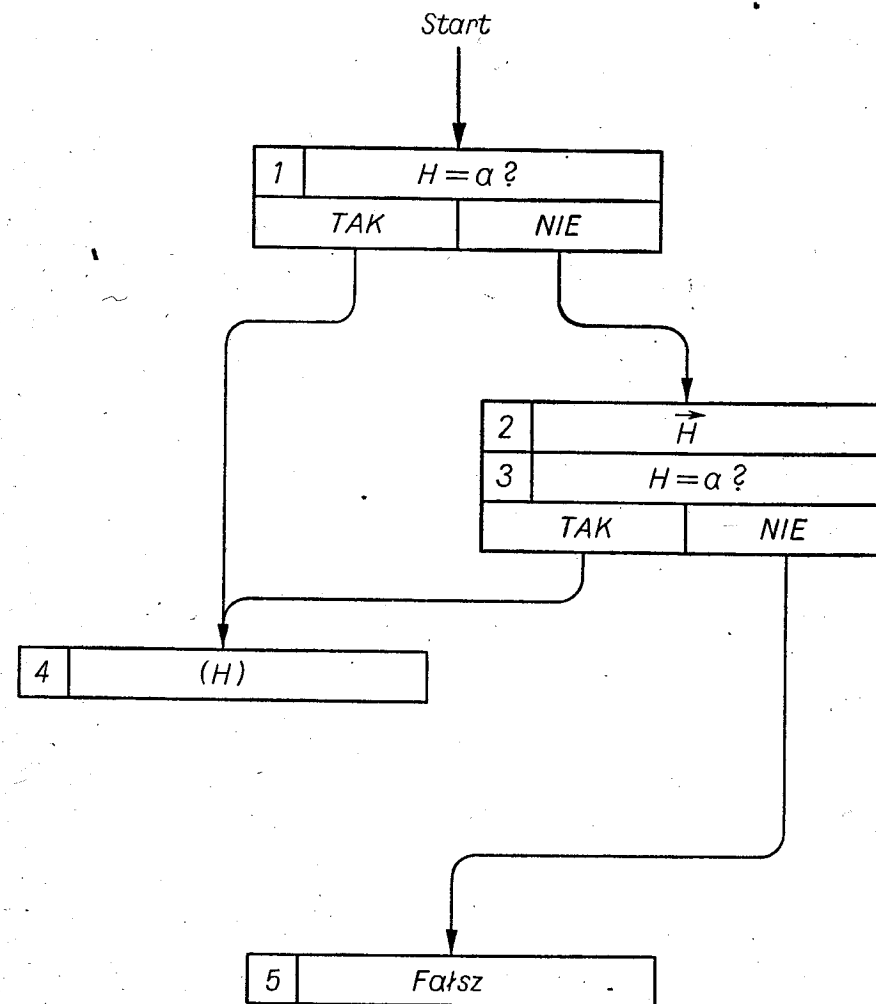 Start
1 H = α ?
TAK NIE
2 H⃗
3 H = α ?
TAK NIE
4 (H)
5 Fałsz